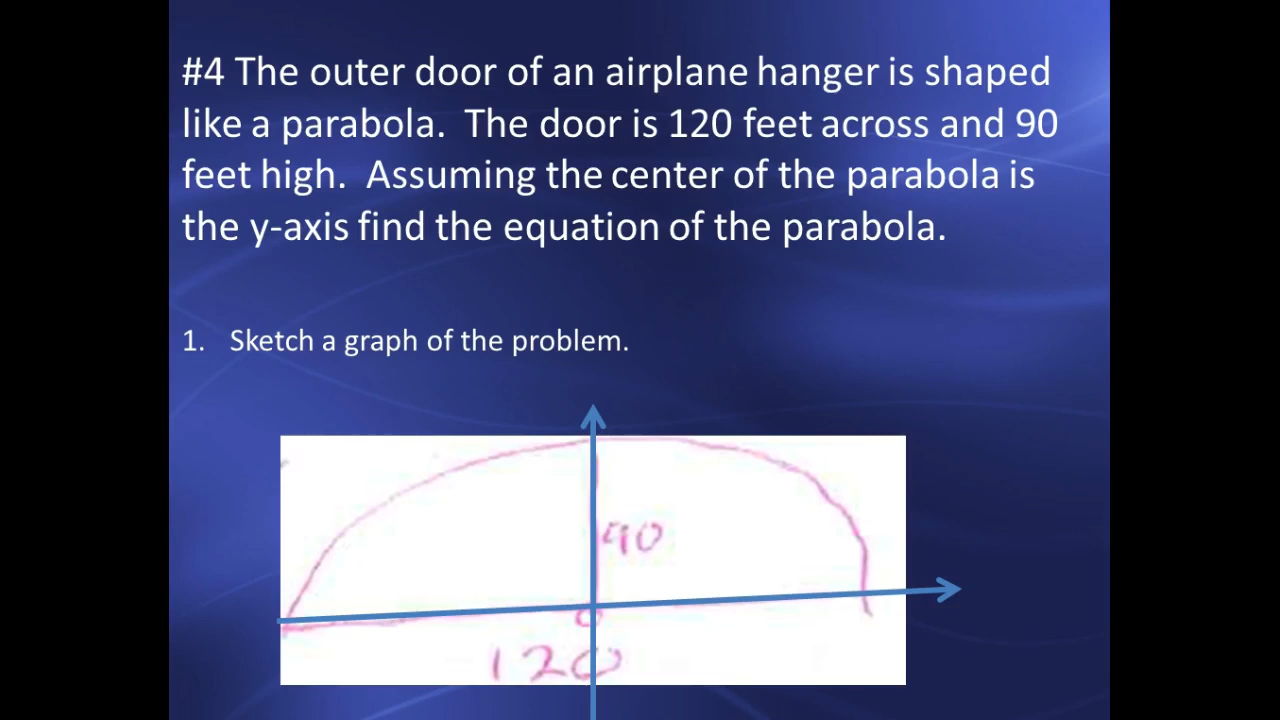 #4 The outer door of an airplane hanger is shaped
like a parabola. The door is 120 feet across and 90
feet high. Assuming the center of the parabola is
the y-axis find the equation of the parabola.
1. Sketch a graph of the problem.
90
0
120